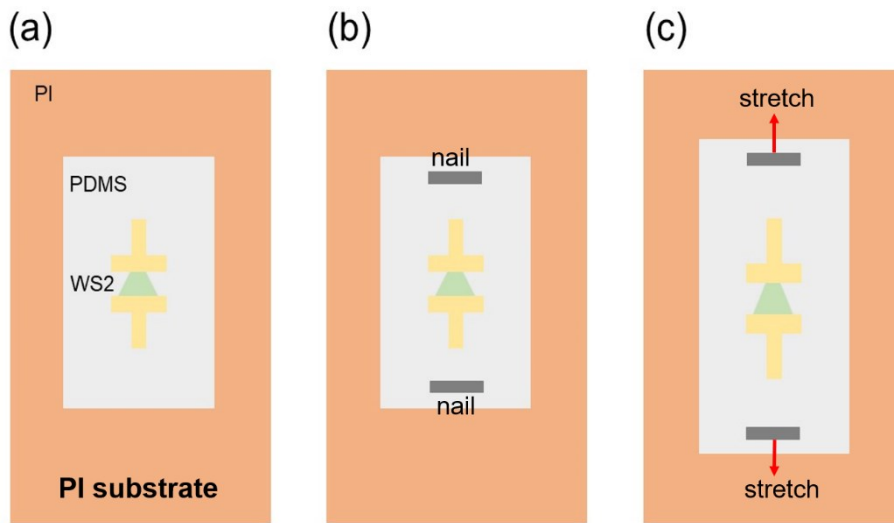 (a)
PI
PDMS
WS2
PI substrate
(b)
nail
nail
(c)
stretch
stretch